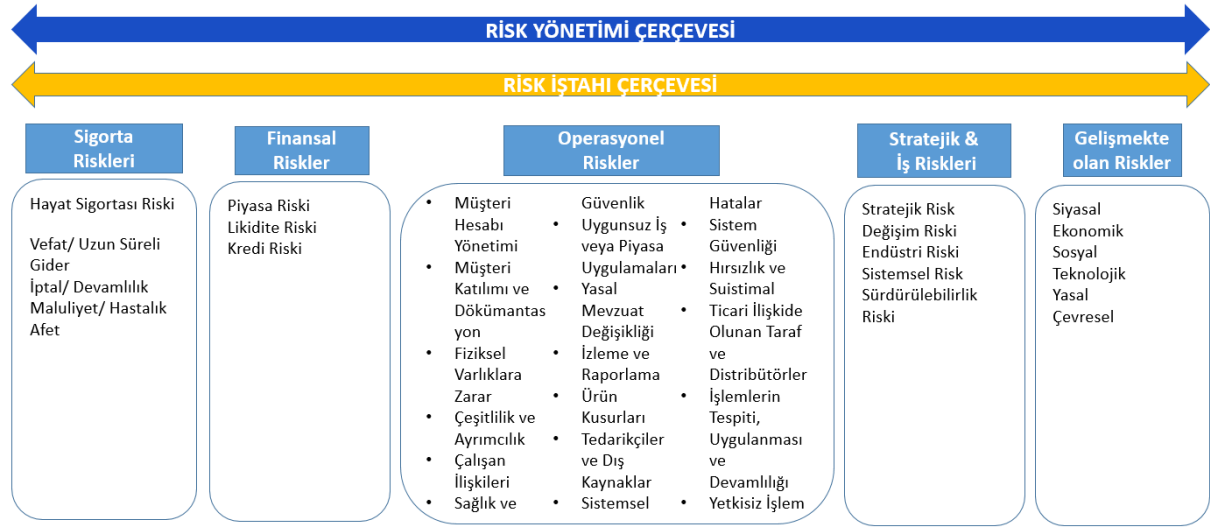 RİSK YÖNETİMİ ÇERÇEVESİ
RİSK İŞTAHI ÇERÇEVESİ
Sigorta
Riskleri
Hayat Sigortası Riski
Vefat/ Uzun Süreli
Gider
İptal/ Devamlılık
Maluliyet/ Hastalık
Afet
Finansal
Riskler
Piyasa Riski
Likidite Riski
Kredi Riski
Operasyonel
Riskler
• Müşteri
Hesabı
Yönetimi
• Müşteri
Katılımı ve
Dökümantas
yon
• Fiziksel
Varlıklara
Zarar
• Çeşitlilik ve
Ayrımcılık
• Çalışan
İlişkileri
• Sağlık ve
Güvenlik
• Uygunsuz İş
veya Piyasa
Uygulamaları
• Yasal
Mevzuat
Değişikliği
• İzleme ve
Raporlama
• Ürün
Kusurları
• Tedarikçiler
ve Dış
Kaynaklar
• Sistemsel
Hatalar
• Sistem
Güvenliği
• Hırsızlık ve
Suistimal
• Ticari İlişkide
Olunan Taraf
ve
Distribütörler
• İşlemlerin
Tespiti,
Uygulanması
ve
Devamlılığı
• Yetkisiz İşlem
Stratejik &
İş Riskleri
Stratejik Risk
Değişim Riski
Endüstri Riski
Sistemsel Risk
Sürdürülebilirlik
Riski
Gelişmekte
olan Riskler
Siyasal
Ekonomik
Sosyal
Teknolojik
Yasal
Çevresel